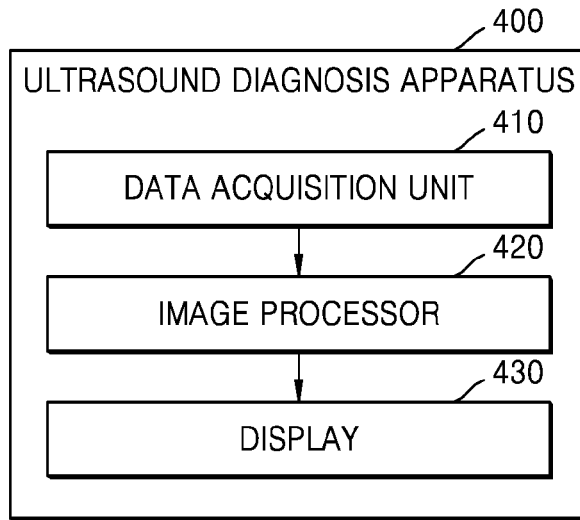 400
ULTRASOUND DIAGNOSIS APPARATUS
410
DATA ACQUISITION UNIT
420
IMAGE PROCESSOR
430
DISPLAY